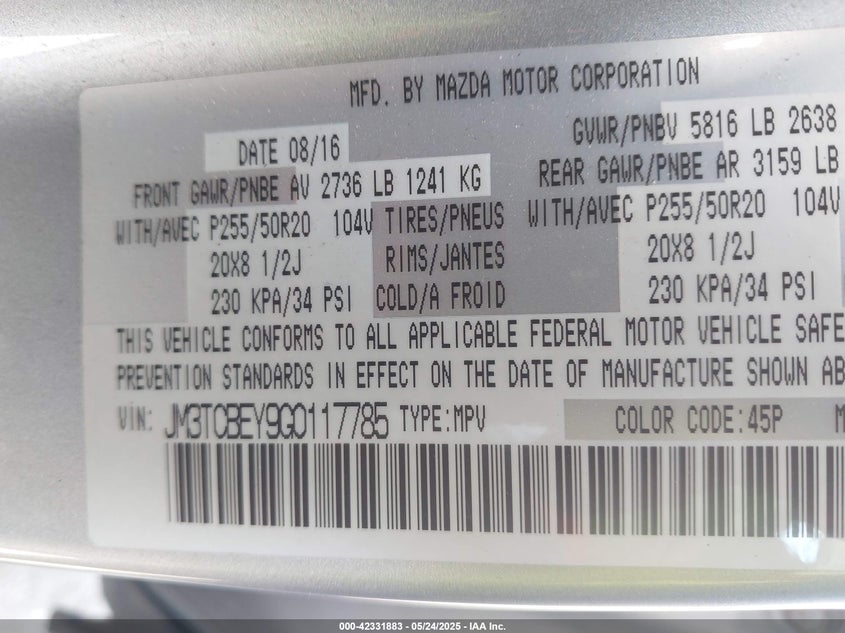 MFD. BY MAZDA MOTOR CORPORATION
DATE 08/16 GVWR/PNBV 5816 LB 2638
FRONT GAWR/PNBE AV 2736 LB 1241 KG REAR GAWR/PNBE AR 3159 LB
WITH/AVEC P255/50R20 104V TIRES/PNEUS WITH/AVEC P255/50R20 104V
20X8 1/2J RIMS/JANTES 20X8 1/2J
230 KPA/34 PSI COLD/A FROID 230 KPA/34 PSI
THIS VEHICLE CONFORMS TO ALL APPLICABLE FEDERAL MOTOR VEHICLE SAFE
PREVENTION STANDARDS IN EFFECT ON THE DATE OF MANUFACTURE SHOWN AB
VIN: JM3TCBEY9G0117785 TYPE:MPV COLOR CODE:45P M
000-42331883 — 05/24/2025 — IAA Inc.